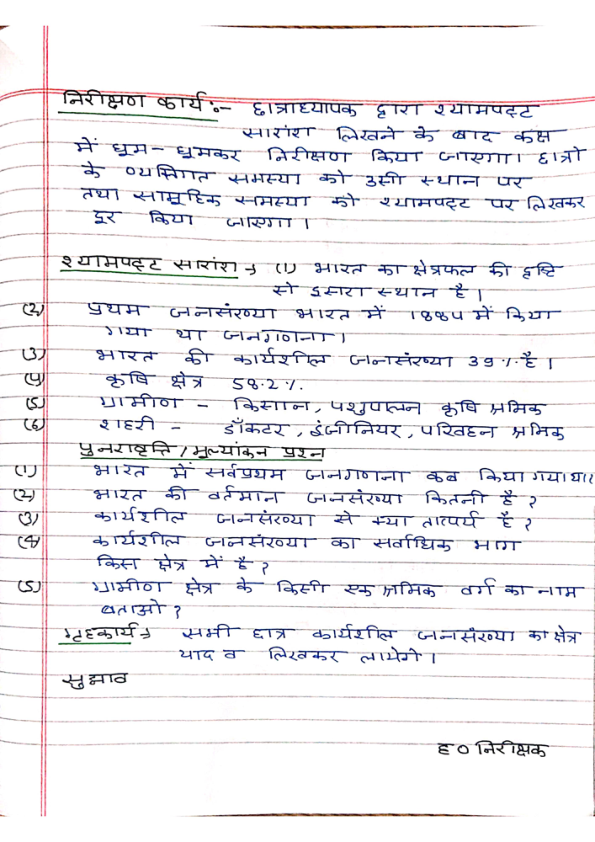 निरीक्षण कार्य :- छात्राध्यापक द्वारा श्यामपट्ट
सारांश लिखने के बाद कक्ष
में घूम - घूमकर निरीक्षण किया जाएगा। छात्रो
के व्यक्तिगत समस्या को उसी स्थान पर
तथा सामूहिक समस्या को श्यामपट्ट पर लिखकर
दूर किया जाएगा ।
श्यामपट्ट सारांश → (1) भारत का क्षेत्रफल की दृष्टि
से दूसरा स्थान है ।
(2) प्रथम जनसंख्या भारत में 1884 में किया
गया था जनगणना ।
(3) भारत की कार्यशील जनसंख्या 39 % है ।
(4) कृषि क्षेत्र 58.2 %
(5) ग्रामीण - किसान , पशुपालन कृषि श्रमिक
(6) शहरी - डॉक्टर , इंजीनियर , परिवहन श्रमिक
पुनरावृत्ति / मूल्यांकन प्रश्न
(1) भारत में सर्वप्रथम जनगणना कब किया गया था ।
(2) भारत की वर्तमान जनसंख्या कितनी है ?
(3) कार्यशील जनसंख्या से क्या तात्पर्य है ?
(4) कार्यशील जनसंख्या का सर्वाधिक भाग
किस क्षेत्र में है ?
(5) ग्रामीण क्षेत्र के किसी एक श्रमिक वर्ग का नाम
बताओ ?
गृहकार्य → सभी छात्र कार्यशील जनसंख्या का क्षेत्र
याद व लिखकर लायेगे ।
सुझाव
ह० निरीक्षक